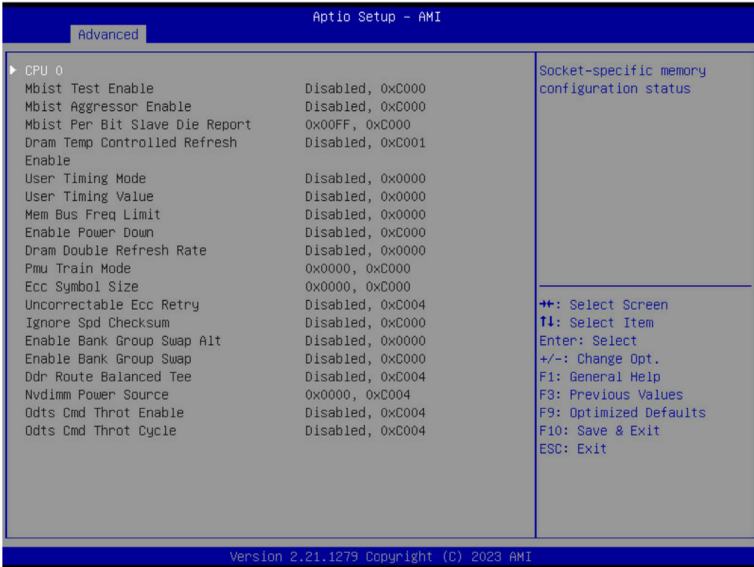 Aptio Setup – AMI
Advanced
CPU 0
Mbist Test Enable Disabled, 0xC000
Mbist Aggressor Enable Disabled, 0xC000
Mbist Per Bit Slave Die Report 0x00FF, 0xC000
Dram Temp Controlled Refresh Disabled, 0xC001
Enable
User Timing Mode Disabled, 0x0000
User Timing Value Disabled, 0x0000
Mem Bus Freq Limit Disabled, 0x0000
Enable Power Down Disabled, 0xC000
Dram Double Refresh Rate Disabled, 0x0000
Pmu Train Mode 0x0000, 0xC000
Ecc Symbol Size 0x0000, 0xC000
Uncorrectable Ecc Retry Disabled, 0xC004
Ignore Spd Checksum Disabled, 0xC000
Enable Bank Group Swap Alt Disabled, 0x0000
Enable Bank Group Swap Disabled, 0xC000
Ddr Route Balanced Tee Disabled, 0xC004
Nvdimm Power Source 0x0000, 0xC004
Odts Cmd Throt Enable Disabled, 0xC004
Odts Cmd Throt Cycle Disabled, 0xC004
Socket-specific memory
configuration status
→←: Select Screen
↑↓: Select Item
Enter: Select
+/-: Change Opt.
F1: General Help
F3: Previous Values
F9: Optimized Defaults
F10: Save & Exit
ESC: Exit
Version 2.21.1279 Copyright (C) 2023 AMI